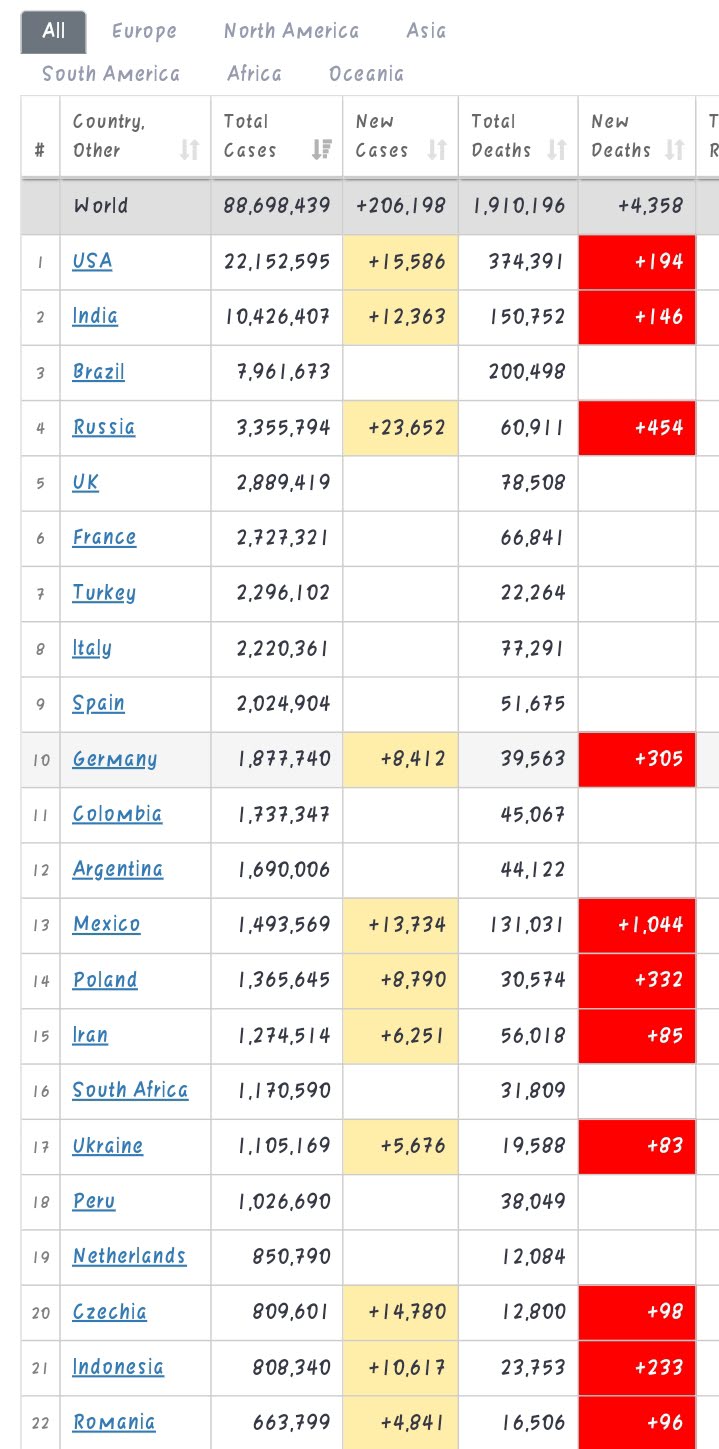 All Europe North America Asia
South America Africa Oceania
# Country, Other Total Cases New Cases Total Deaths New Deaths T R
World 88,698,439 +206,198 1,910,196 +4,358
1 USA 22,152,595 +15,586 374,391 +194
2 India 10,426,407 +12,363 150,752 +146
3 Brazil 7,961,673 200,498
4 Russia 3,355,794 +23,652 60,911 +454
5 UK 2,889,419 78,508
6 France 2,727,321 66,841
7 Turkey 2,296,102 22,264
8 Italy 2,220,361 77,291
9 Spain 2,024,904 51,675
10 Germany 1,877,740 +8,412 39,563 +305
11 Colombia 1,737,347 45,067
12 Argentina 1,690,006 44,122
13 Mexico 1,493,569 +13,734 131,031 +1,044
14 Poland 1,365,645 +8,790 30,574 +332
15 Iran 1,274,514 +6,251 56,018 +85
16 South Africa 1,170,590 31,809
17 Ukraine 1,105,169 +5,676 19,588 +83
18 Peru 1,026,690 38,049
19 Netherlands 850,790 12,084
20 Czechia 809,601 +14,780 12,800 +98
21 Indonesia 808,340 +10,617 23,753 +233
22 Romania 663,799 +4,841 16,506 +96